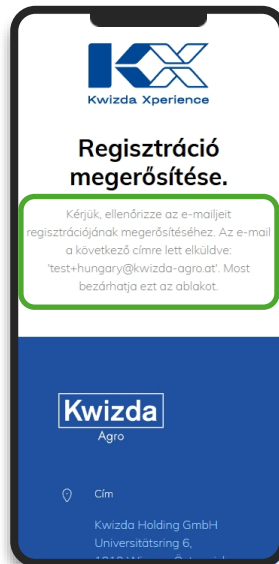 KX
Kwizda Xperience
Regisztráció
megerősítése.
Kérjük, ellenőrizze az e-mailjeit
regisztrációjának megerősítéséhez. Az e-mail
a következő címre lett elküldve:
'test+hungary@kwizda-agro.at'. Most
bezárhatja ezt az ablakot.
Kwizda
Agro
Cím
Kwizda Holding GmbH
Universitätsring 6,